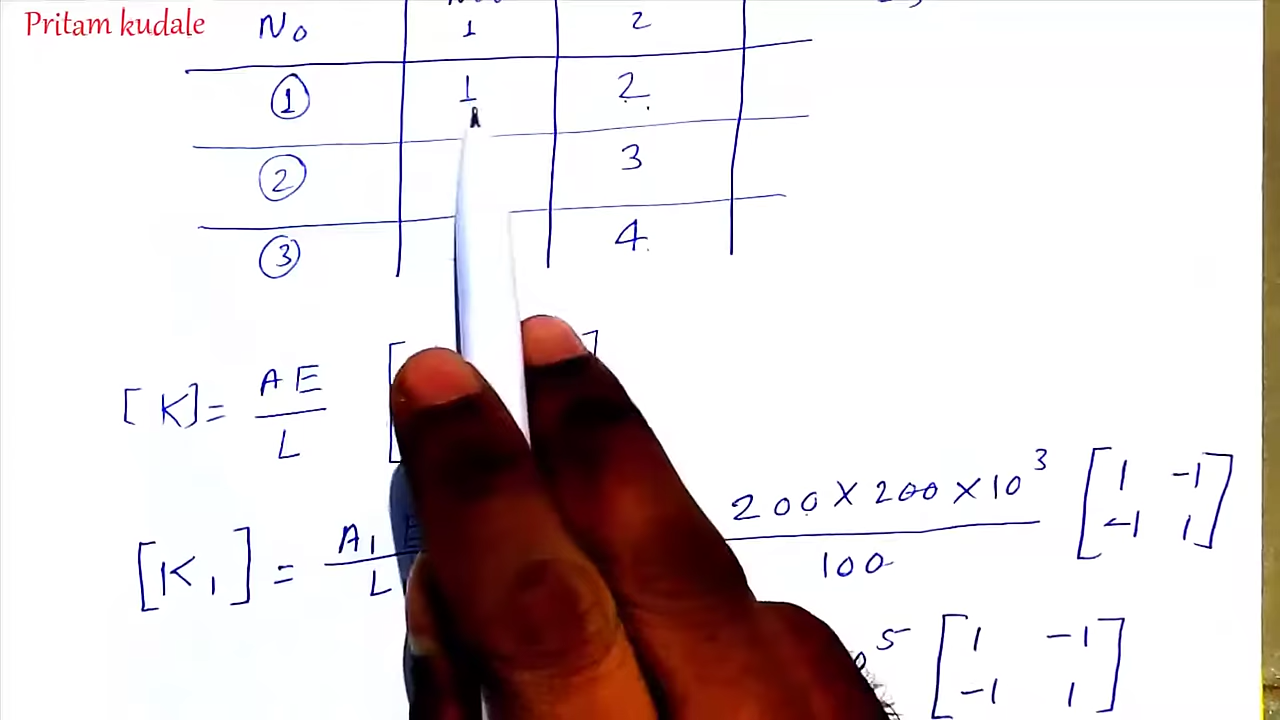 Pritam kudale
No 1 2
1 1 2
2 3
3 4
[K]= AE
L
[K1] = A1
L
200 X 200 X 10^3
100
[1 -1
-1 1]
5 [1 -1
-1 1]